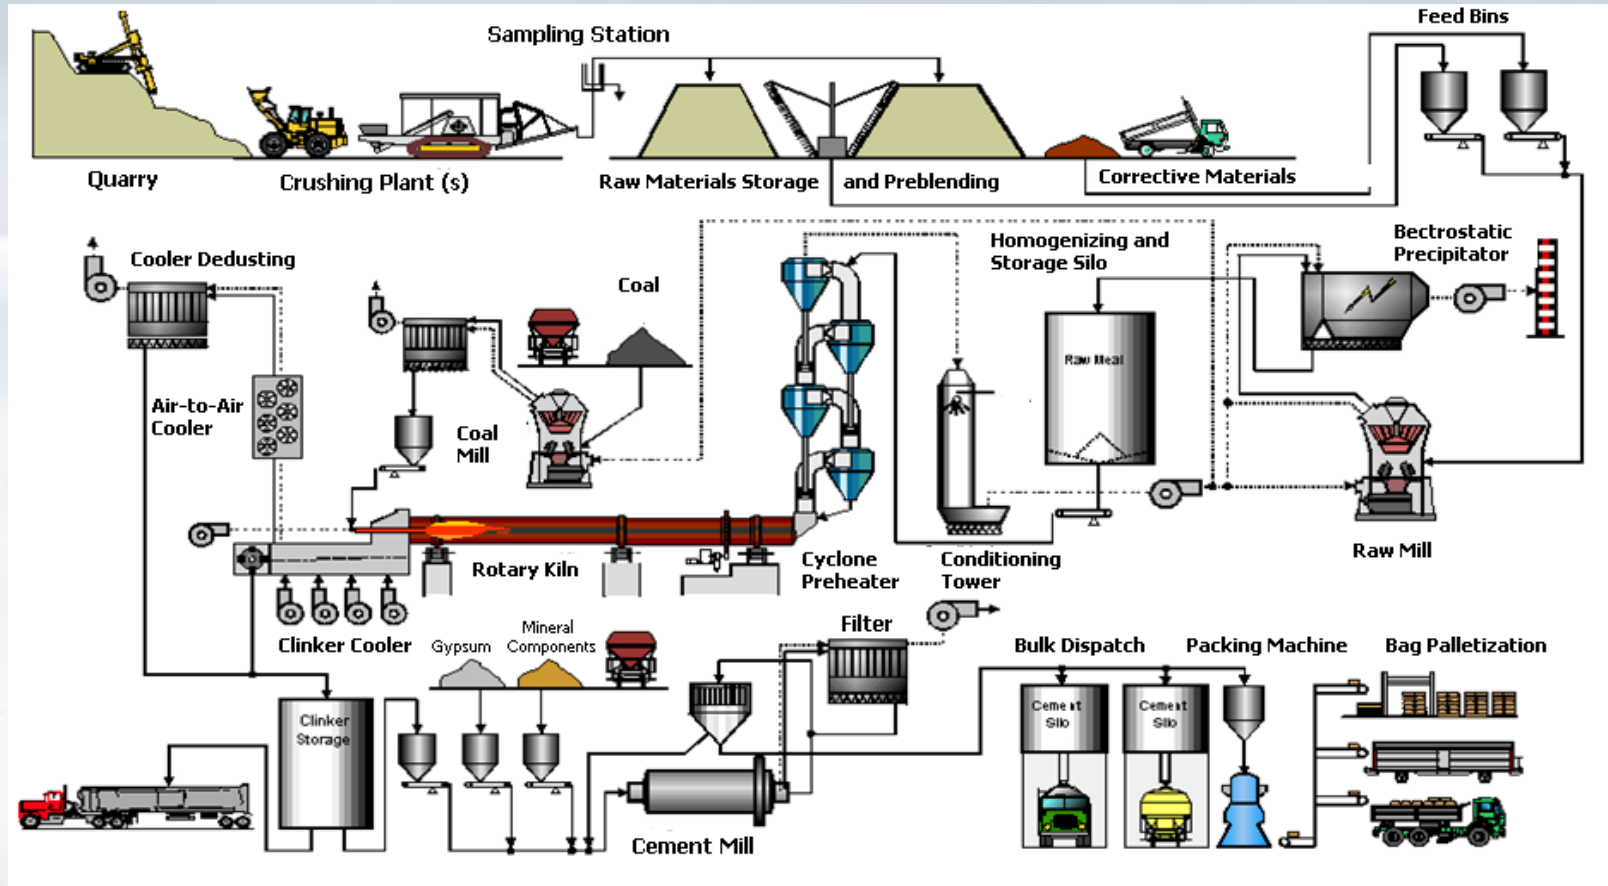 Feed Bins
Sampling Station
Quarry
Crushing Plant (s)
Raw Materials Storage
and Preblending
Corrective Materials
Cooler Dedusting
Coal
Homogenizing and
Storage Silo
Bectrostatic
Precipitator
Raw Meal
Air-to-Air
Cooler
Coal
Mill
Rotary Kiln
Cyclone
Preheater
Conditioning
Tower
Raw Mill
Clinker Cooler
Gypsum
Mineral
Components
Filter
Bulk Dispatch
Packing Machine
Bag Palletization
Clinker
Storage
Cement
Silo
Cement
Silo
Cement Mill